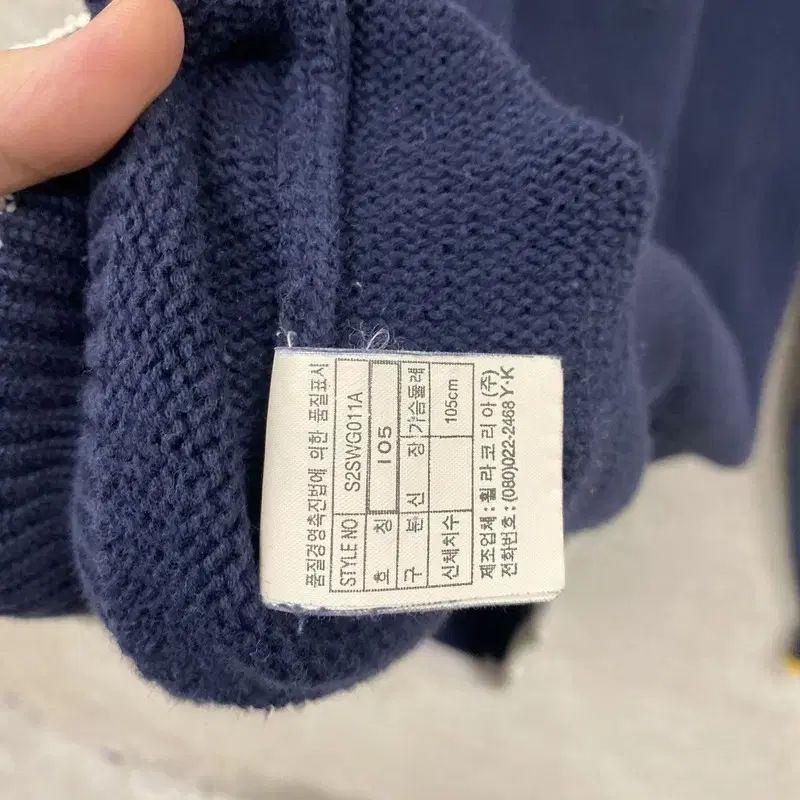 품질경영촉진법에 의한 품질표시
STYLE NO S2SWG011A
호 칭 105
구 분 신 장 가슴둘레
신체치수 105cm
제조업체 : 휠라코리아(주)
전화번호 : (080)022-2468 Y·K